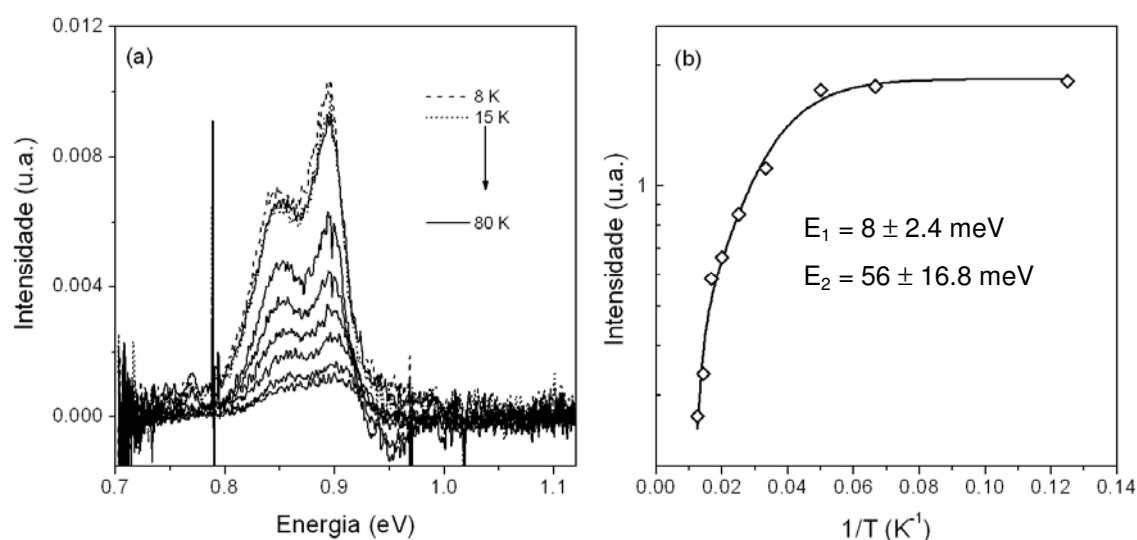 (a)
8 K
15 K
80 K
Intensidade (u.a.)
0.012
0.008
0.004
0.000
0.7
0.8
0.9
1.0
1.1
Energia (eV)
(b)
E₁ = 8 ± 2.4 meV
E₂ = 56 ± 16.8 meV
Intensidade (u.a.)
1
0.00
0.02
0.04
0.06
0.08
0.10
0.12
0.14
1/T (K⁻¹)